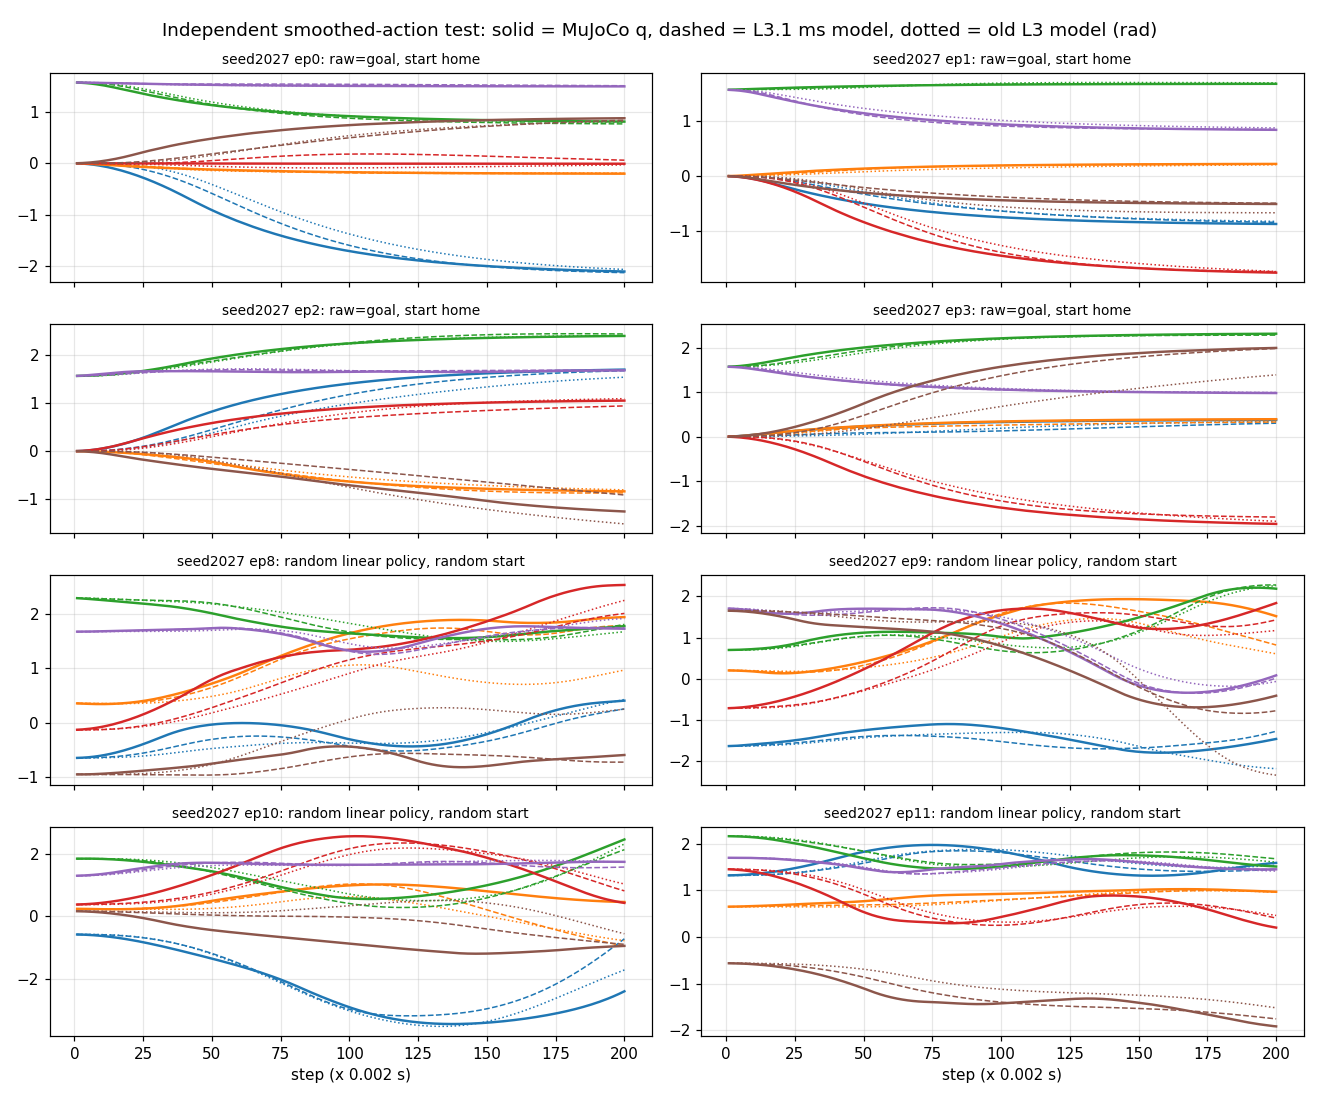 Independent smoothed-action test: solid = MuJoCo q, dashed = L3.1 ms model, dotted = old L3 model (rad)
seed2027 ep0: raw=goal, start home
seed2027 ep1: raw=goal, start home
1
0
−1
−2
1
0
−1
seed2027 ep2: raw=goal, start home
seed2027 ep3: raw=goal, start home
2
1
0
−1
2
1
0
−1
−2
seed2027 ep8: random linear policy, random start
seed2027 ep9: random linear policy, random start
2
1
0
−1
2
1
0
−1
−2
seed2027 ep10: random linear policy, random start
seed2027 ep11: random linear policy, random start
2
0
−2
2
1
0
−1
−2
0 25 50 75 100 125 150 175 200
0 25 50 75 100 125 150 175 200
step (x 0.002 s)
step (x 0.002 s)